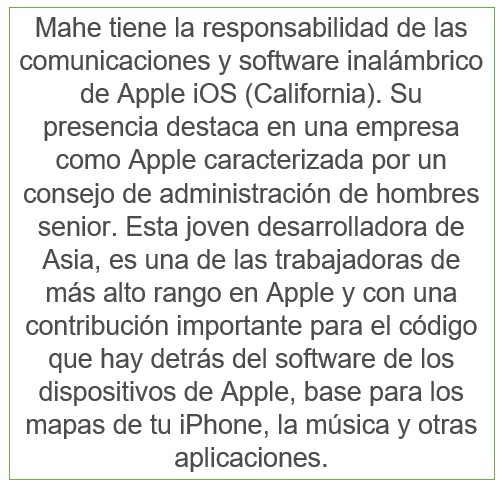 Mahe tiene la responsabilidad de las
comunicaciones y software inalámbrico
de Apple iOS (California). Su
presencia destaca en una empresa
como Apple caracterizada por un
consejo de administración de hombres
senior. Esta joven desarrolladora de
Asia, es una de las trabajadoras de
más alto rango en Apple y con una
contribución importante para el código
que hay detrás del software de los
dispositivos de Apple, base para los
mapas de tu iPhone, la música y otras
aplicaciones.